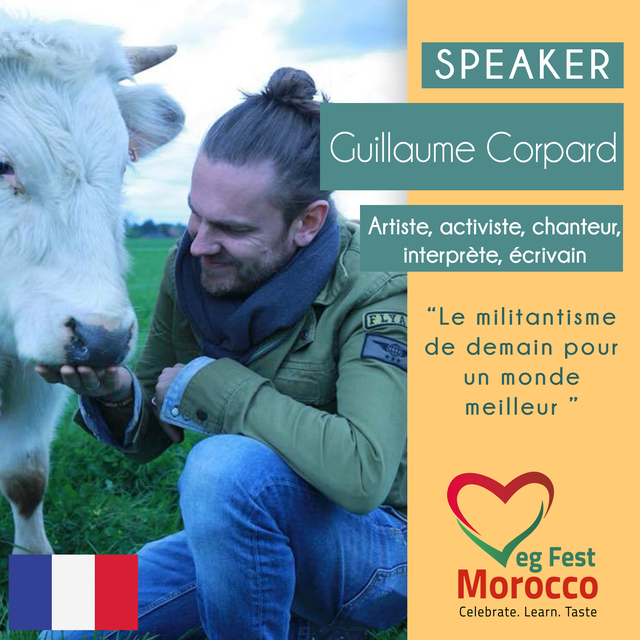 SPEAKER
Guillaume Corpard
Artiste, activiste, chanteur,
interprète, écrivain
“Le militantisme
de demain pour
un monde
meilleur ”
FLYA
Veg Fest
Morocco
Celebrate. Learn. Taste